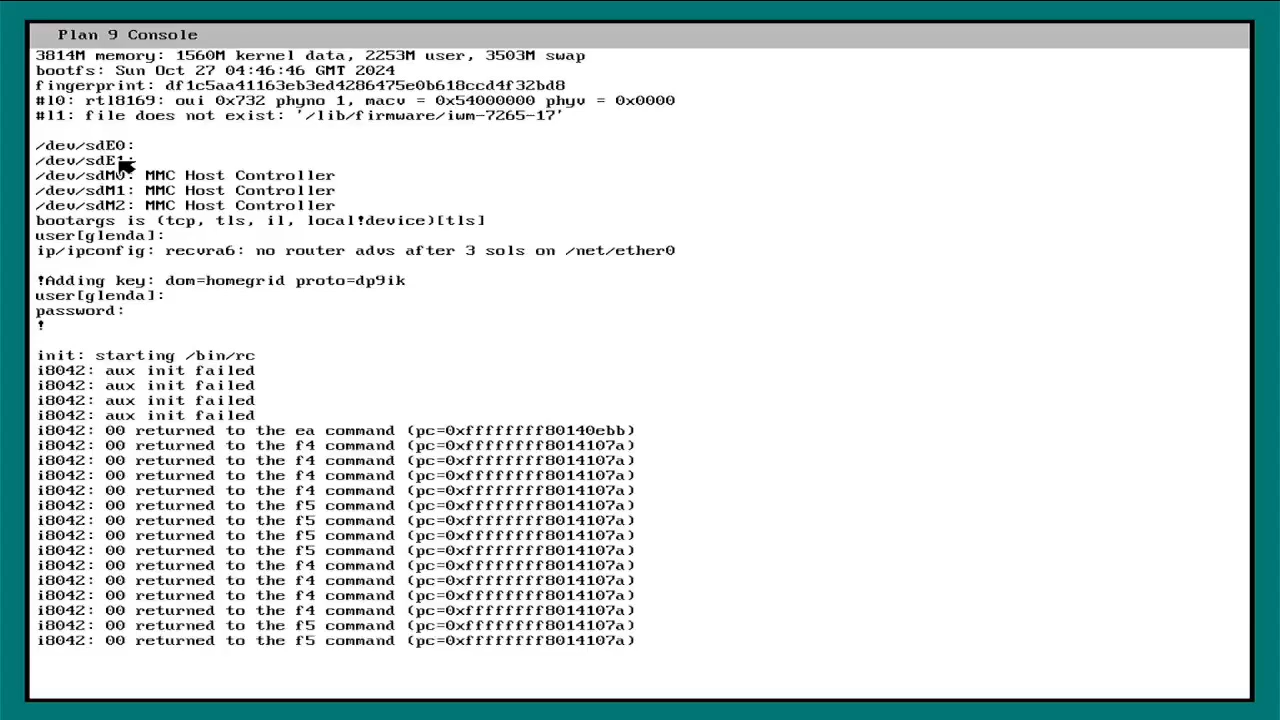 Plan 9 Console
3814M memory: 1560M kernel data, 2253M user, 3503M swap
bootfs: Sun Oct 27 04:46:46 GMT 2024
fingerprint: df1c5aa41163eb3ed4286475e0b618ccd4f32bd8
#l0: rtl8169: oui 0x732 phyno 1, macv = 0x54000000 phyv = 0x0000
#l1: file does not exist: '/lib/firmware/iwm-7265-17'
/dev/sdE0:
/dev/sdE1:
/dev/sdM0: MMC Host Controller
/dev/sdM1: MMC Host Controller
/dev/sdM2: MMC Host Controller
bootargs is (tcp, tls, il, local!device)[tls]
user[glenda]:
ip/ipconfig: recvra6: no router advs after 3 sols on /net/ether0
!Adding key: dom=homegrid proto=dp9ik
user[glenda]:
password:
!
init: starting /bin/rc
i8042: aux init failed
i8042: aux init failed
i8042: aux init failed
i8042: aux init failed
i8042: 00 returned to the ea command (pc=0xffffffff80140ebb)
i8042: 00 returned to the f4 command (pc=0xffffffff8014107a)
i8042: 00 returned to the f4 command (pc=0xffffffff8014107a)
i8042: 00 returned to the f4 command (pc=0xffffffff8014107a)
i8042: 00 returned to the f4 command (pc=0xffffffff8014107a)
i8042: 00 returned to the f5 command (pc=0xffffffff8014107a)
i8042: 00 returned to the f5 command (pc=0xffffffff8014107a)
i8042: 00 returned to the f5 command (pc=0xffffffff8014107a)
i8042: 00 returned to the f5 command (pc=0xffffffff8014107a)
i8042: 00 returned to the f4 command (pc=0xffffffff8014107a)
i8042: 00 returned to the f4 command (pc=0xffffffff8014107a)
i8042: 00 returned to the f4 command (pc=0xffffffff8014107a)
i8042: 00 returned to the f4 command (pc=0xffffffff8014107a)
i8042: 00 returned to the f5 command (pc=0xffffffff8014107a)
i8042: 00 returned to the f5 command (pc=0xffffffff8014107a)